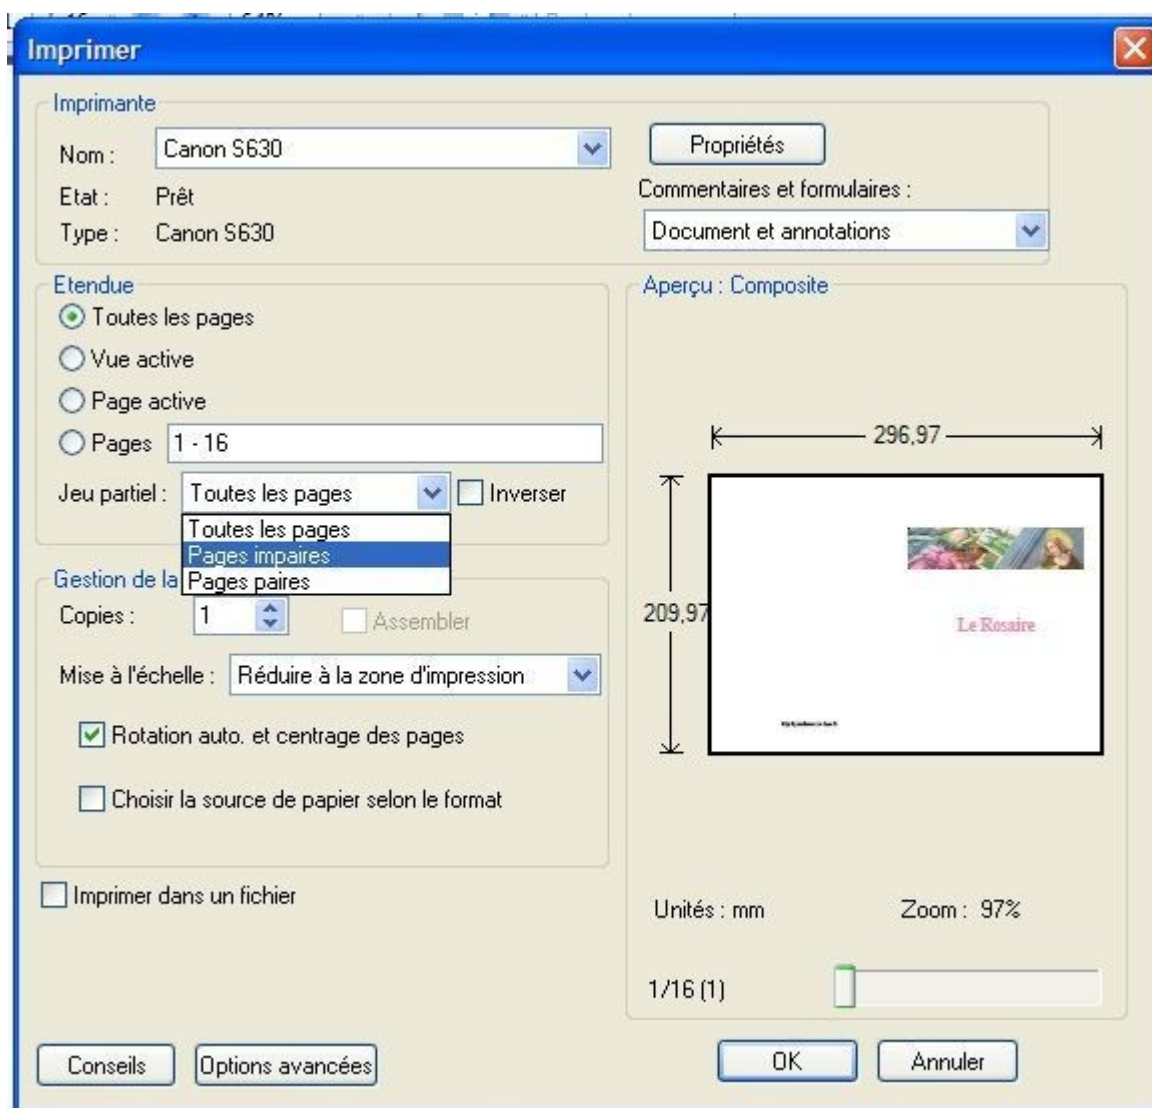 Imprimer
Imprimante
Nom : Canon S630 Propriétés
Etat : Prêt Commentaires et formulaires :
Type : Canon S630 Document et annotations
Etendue
Toutes les pages
Vue active
Page active
Pages 1 - 16
Jeu partiel : Toutes les pages Inverser
Toutes les pages
Pages impaires
Pages paires
Gestion de la
Copies : 1 Assembler
Mise à l'échelle : Réduire à la zone d'impression
Rotation auto. et centrage des pages
Choisir la source de papier selon le format
Imprimer dans un fichier
Aperçu : Composite
296,97
209,97
Le Rosaire
Unités : mm Zoom : 97%
1/16 (1)
Conseils Options avancées OK Annuler